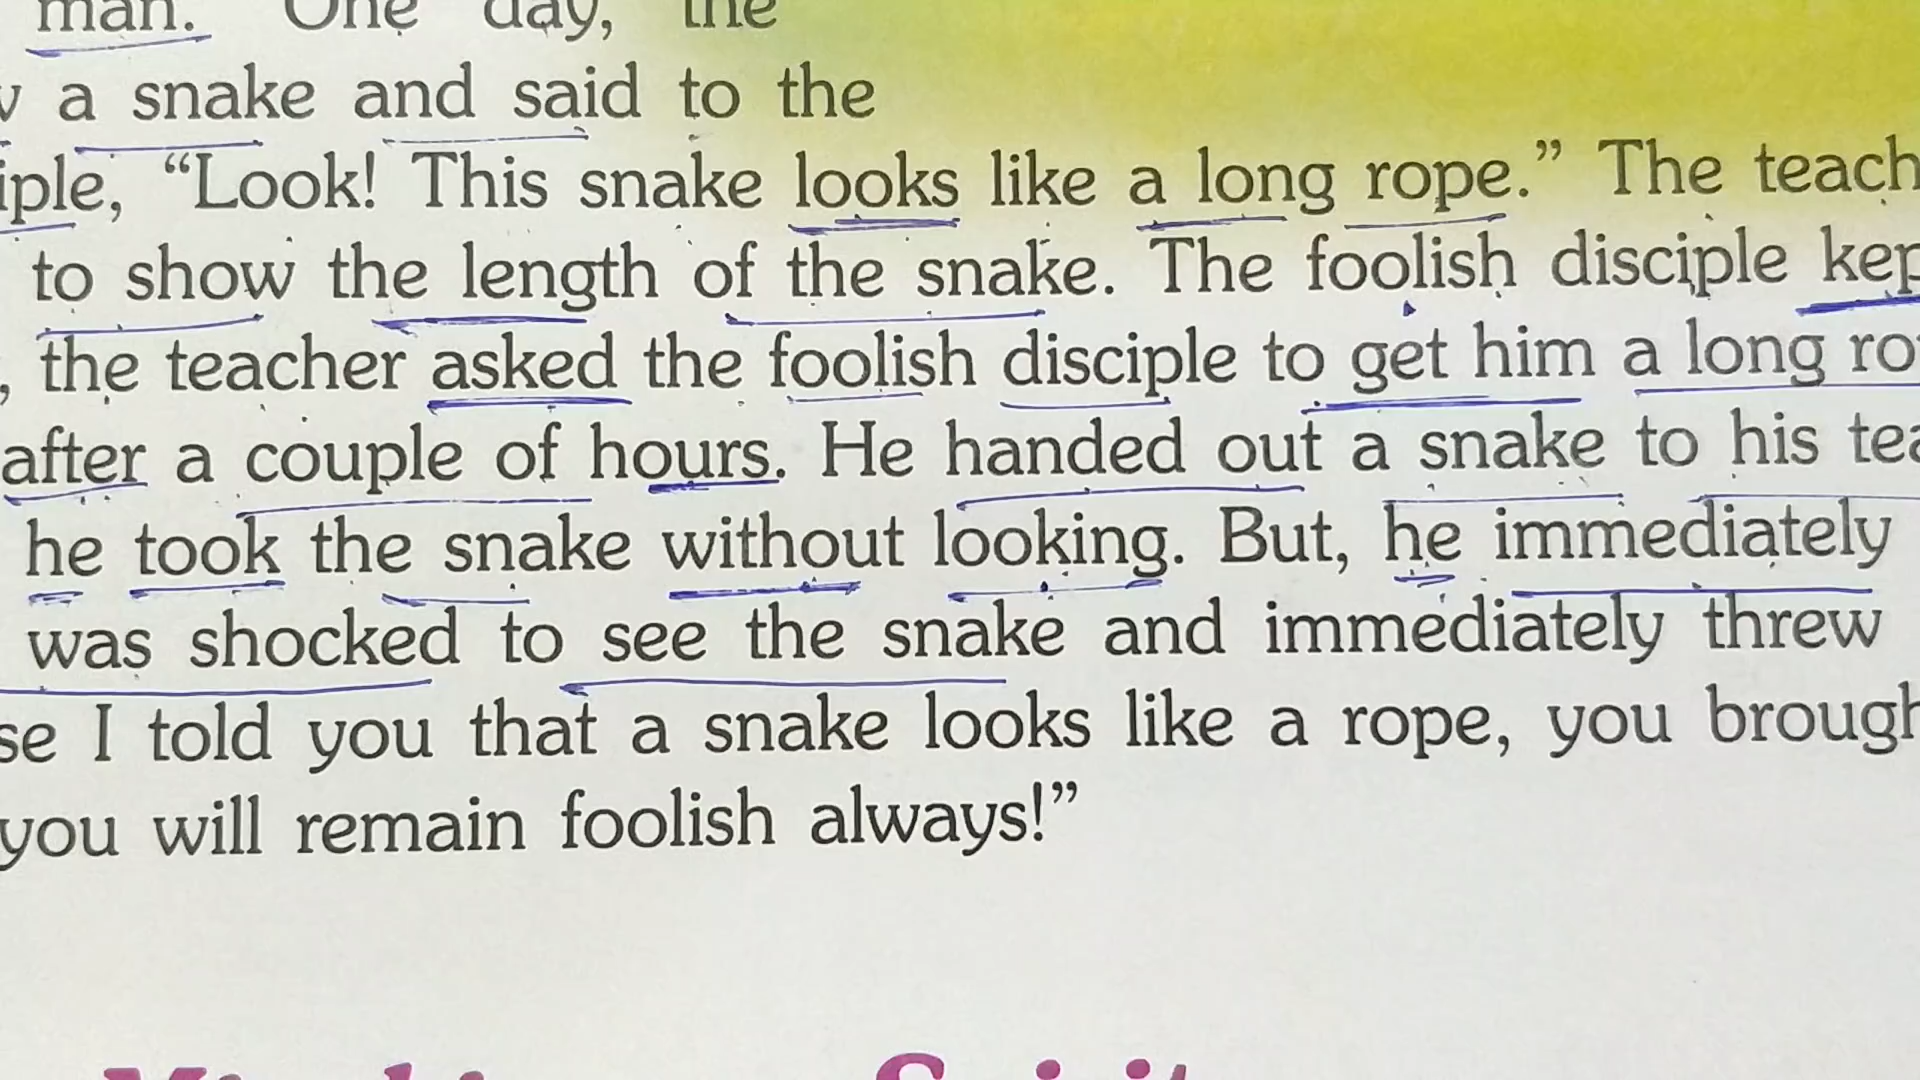 man. One day, the
a snake and said to the
iple, “Look! This snake looks like a long rope.” The teach
to show the length of the snake. The foolish disciple kep
, the teacher asked the foolish disciple to get him a long ro
after a couple of hours. He handed out a snake to his tea
he took the snake without looking. But, he immediately
was shocked to see the snake and immediately threw
se I told you that a snake looks like a rope, you brough
you will remain foolish always!”